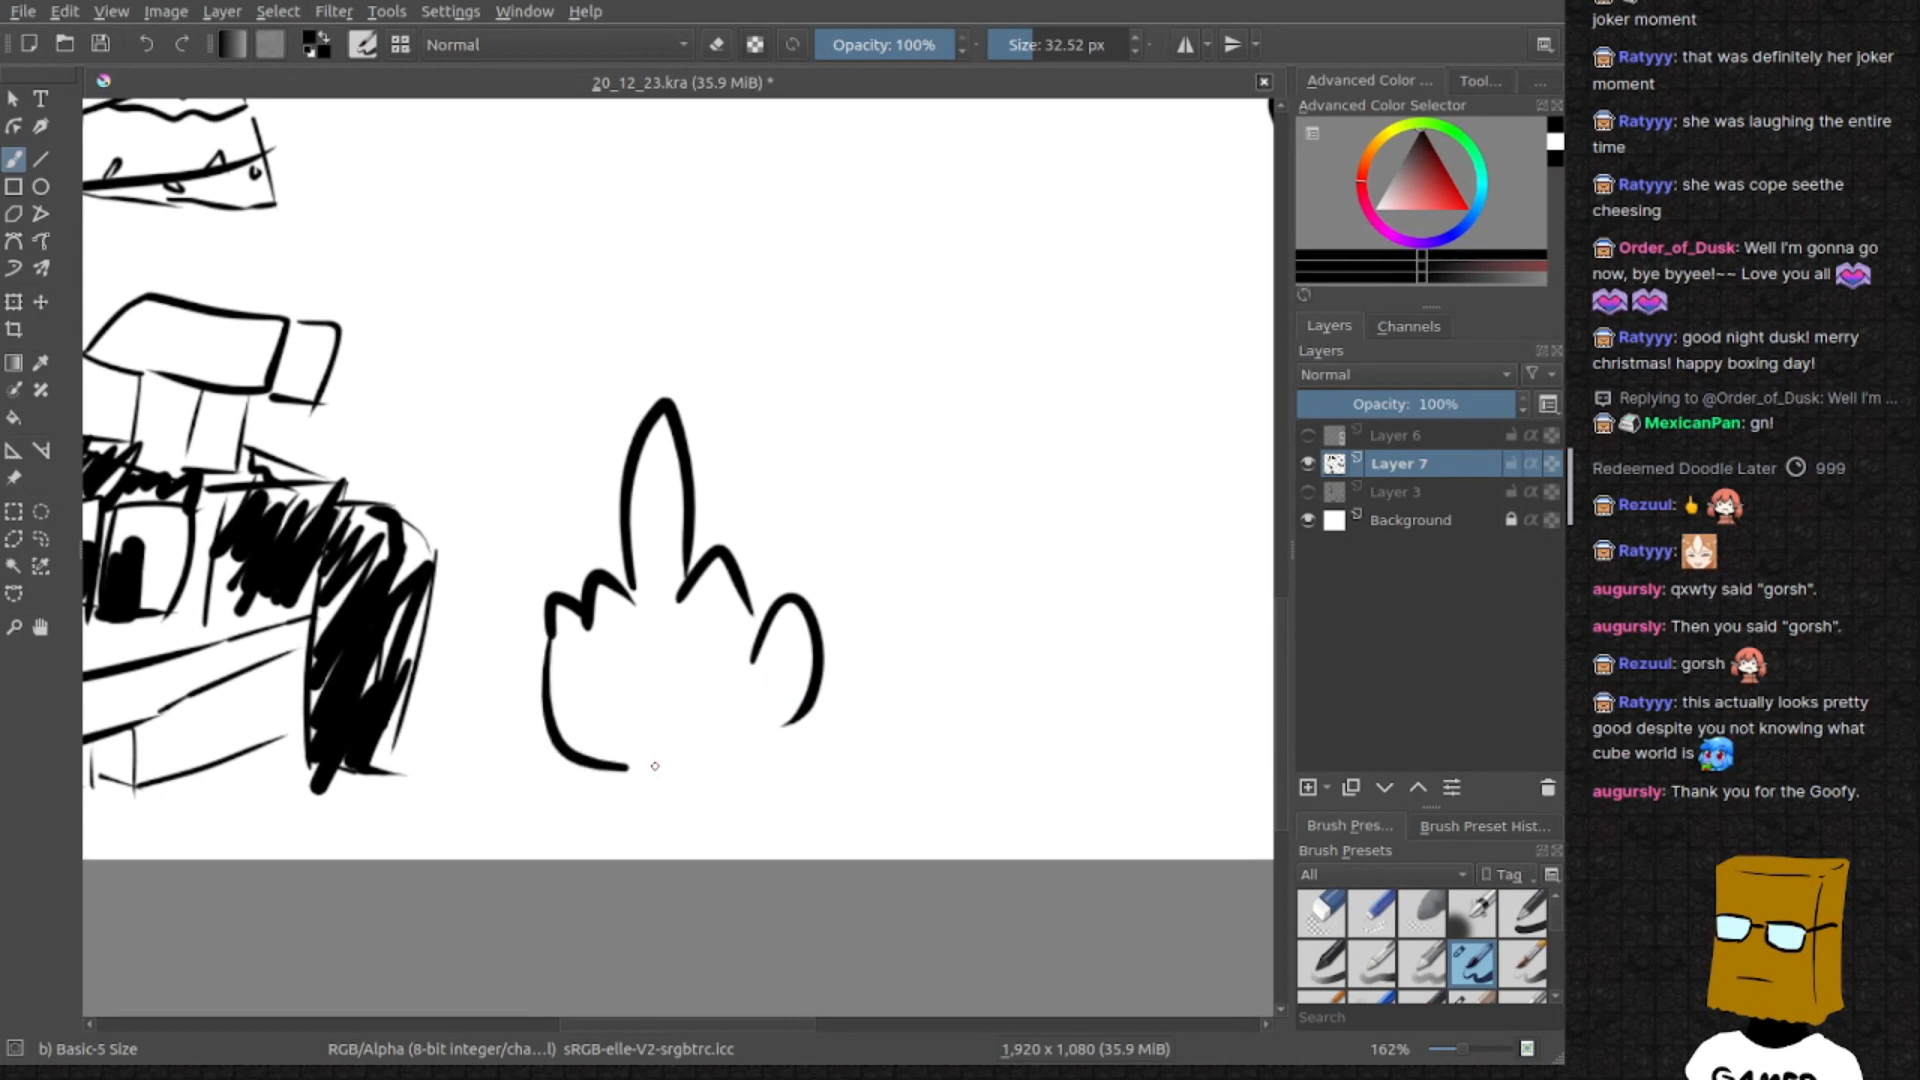 File Edit View Image Layer Select Filter Tools Settings Window Help
Normal
Opacity: 100%
Size: 32.52 px
20_12_23.kra (35.9 MiB) *
Advanced Color ...
Tool...
...
Advanced Color Selector
Layers
Channels
Layers
Normal
Opacity: 100%
Layer 6
Layer 7
Layer 3
Background
Brush Pres...
Brush Preset Hist...
Brush Presets
All
Tag
Search
b) Basic-5 Size
RGB/Alpha (8-bit integer/cha...l) sRGB-elle-V2-srgbtrc.icc
1,920 x 1,080 (35.9 MiB)
162%
joker moment
Ratyyy: that was definitely her joker
moment
Ratyyy: she was laughing the entire
time
Ratyyy: she was cope seethe
cheesing
Order_of_Dusk: Well I'm gonna go
now, bye byyee!~~ Love you all
Ratyyy: good night dusk! merry
christmas! happy boxing day!
Replying to @Order_of_Dusk: Well I'm ...
MexicanPan: gn!
Redeemed Doodle Later 999
Rezuul:
Ratyyy:
augursly: qxwty said "gorsh".
augursly: Then you said "gorsh".
Rezuul: gorsh
Ratyyy: this actually looks pretty
good despite you not knowing what
cube world is
augursly: Thank you for the Goofy.
GAMER